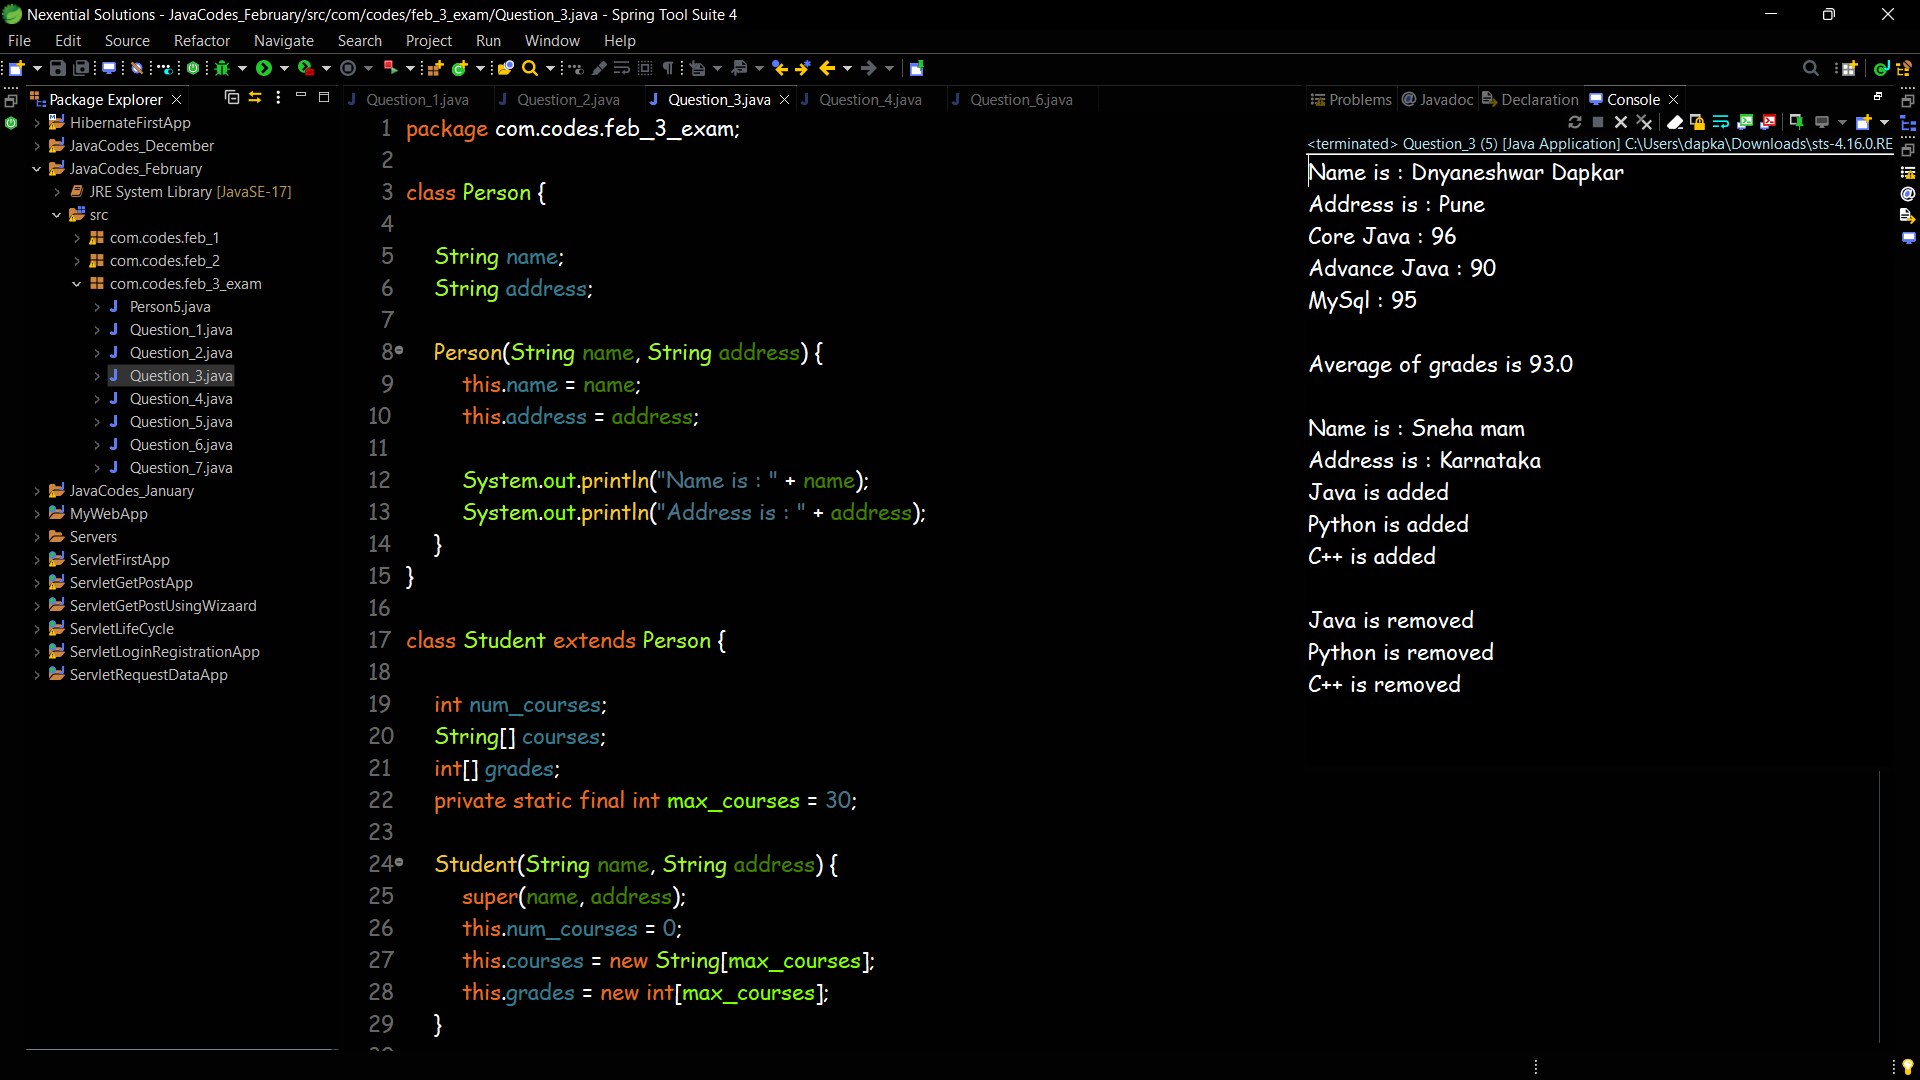 Nexential Solutions - JavaCodes_February/src/com/codes/feb_3_exam/Question_3.java - Spring Tool Suite 4
File Edit Source Refactor Navigate Search Project Run Window Help
Package Explorer
HibernateFirstApp
JavaCodes_December
JavaCodes_February
JRE System Library [JavaSE-17]
src
com.codes.feb_1
com.codes.feb_2
com.codes.feb_3_exam
Person5.java
Question_1.java
Question_2.java
Question_3.java
Question_4.java
Question_5.java
Question_6.java
Question_7.java
JavaCodes_January
MyWebApp
Servers
ServletFirstApp
ServletGetPostApp
ServletGetPostUsingWizaard
ServletLifeCycle
ServletLoginRegistrationApp
ServletRequestDataApp
Question_1.java Question_2.java Question_3.java Question_4.java Question_6.java
1 package com.codes.feb_3_exam;
2
3 class Person {
4
5 String name;
6 String address;
7
8 Person(String name, String address) {
9 this.name = name;
10 this.address = address;
11
12 System.out.println("Name is : " + name);
13 System.out.println("Address is : " + address);
14 }
15 }
16
17 class Student extends Person {
18
19 int num_courses;
20 String[] courses;
21 int[] grades;
22 private static final int max_courses = 30;
23
24 Student(String name, String address) {
25 super(name, address);
26 this.num_courses = 0;
27 this.courses = new String[max_courses];
28 this.grades = new int[max_courses];
29 }
Problems Javadoc Declaration Console
<terminated> Question_3 (5) [Java Application] C:\Users\dapka\Downloads\sts-4.16.0.RE
Name is : Dnyaneshwar Dapkar
Address is : Pune
Core Java : 96
Advance Java : 90
MySql : 95
Average of grades is 93.0
Name is : Sneha mam
Address is : Karnataka
Java is added
Python is added
C++ is added
Java is removed
Python is removed
C++ is removed